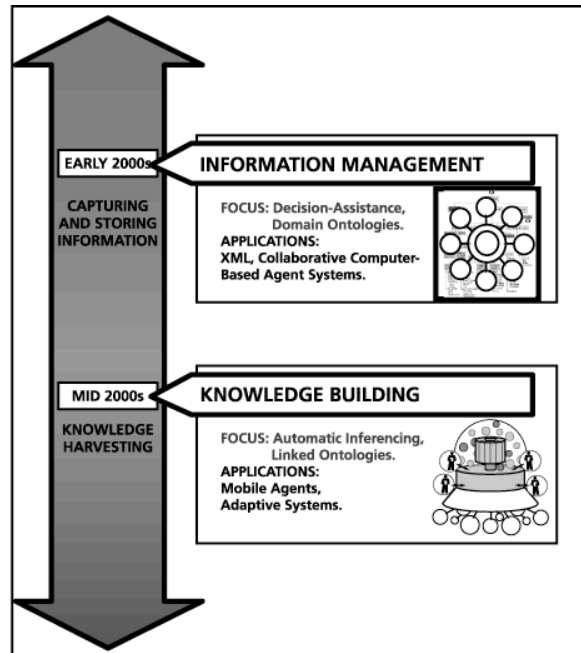 EARLY 2000s
INFORMATION MANAGEMENT
CAPTURING
AND STORING
INFORMATION
FOCUS: Decision-Assistance,
Domain Ontologies.
APPLICATIONS:
XML, Collaborative Computer-
Based Agent Systems.
MID 2000s
KNOWLEDGE BUILDING
KNOWLEDGE
HARVESTING
FOCUS: Automatic Inferencing,
Linked Ontologies.
APPLICATIONS:
Mobile Agents,
Adaptive Systems.